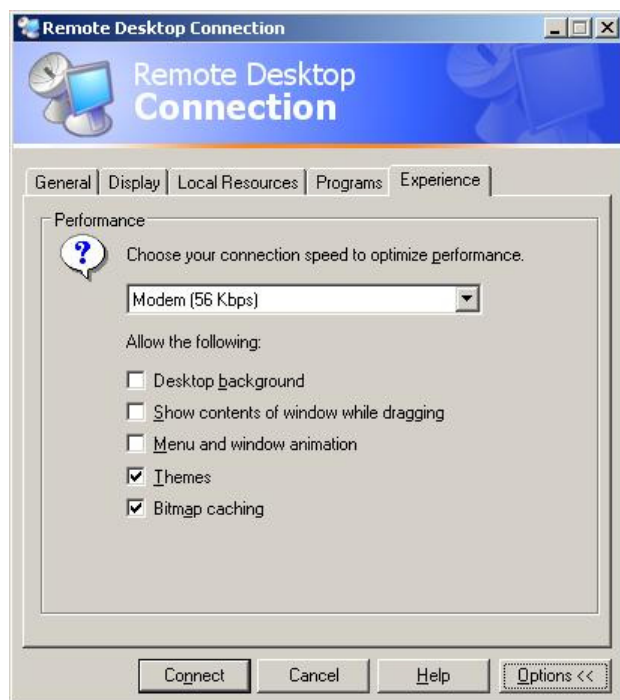 Remote Desktop Connection
Remote Desktop
Connection
General Display Local Resources Programs Experience
Performance
?
Choose your connection speed to optimize performance.
Modem (56 Kbps)
Allow the following:
Desktop background
Show contents of window while dragging
Menu and window animation
Themes
Bitmap caching
Connect Cancel Help Options <<